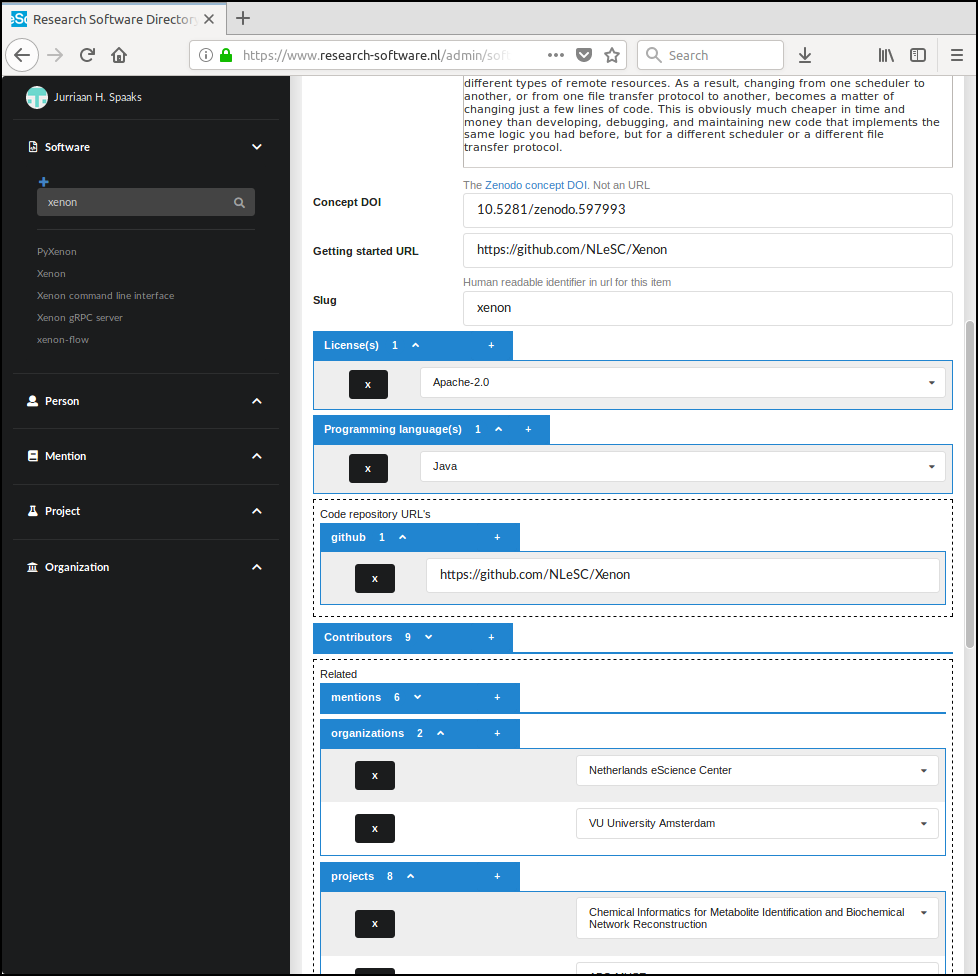 eSc Research Software Directory
https://www.research-software.nl/admin/sof
Search
Jurriaan H. Spaaks
Software
xenon
PyXenon
Xenon
Xenon command line interface
Xenon gRPC server
xenon-flow
Person
Mention
Project
Organization
different types of remote resources. As a result, changing from one scheduler to
another, or from one file transfer protocol to another, becomes a matter of
changing just a few lines of code. This is obviously much cheaper in time and
money than developing, debugging, and maintaining new code that implements the
same logic you had before, but for a different scheduler or a different file
transfer protocol.
The Zenodo concept DOI. Not an URL
Concept DOI
10.5281/zenodo.597993
Getting started URL
https://github.com/NLeSC/Xenon
Human readable identifier in url for this item
Slug
xenon
License(s) 1 +
x Apache-2.0
Programming language(s) 1 +
x Java
Code repository URL's
github 1 +
x https://github.com/NLeSC/Xenon
Contributors 9 +
Related
mentions 6 +
organizations 2 +
x Netherlands eScience Center
x VU University Amsterdam
projects 8 +
x Chemical Informatics for Metabolite Identification and Biochemical
Network Reconstruction